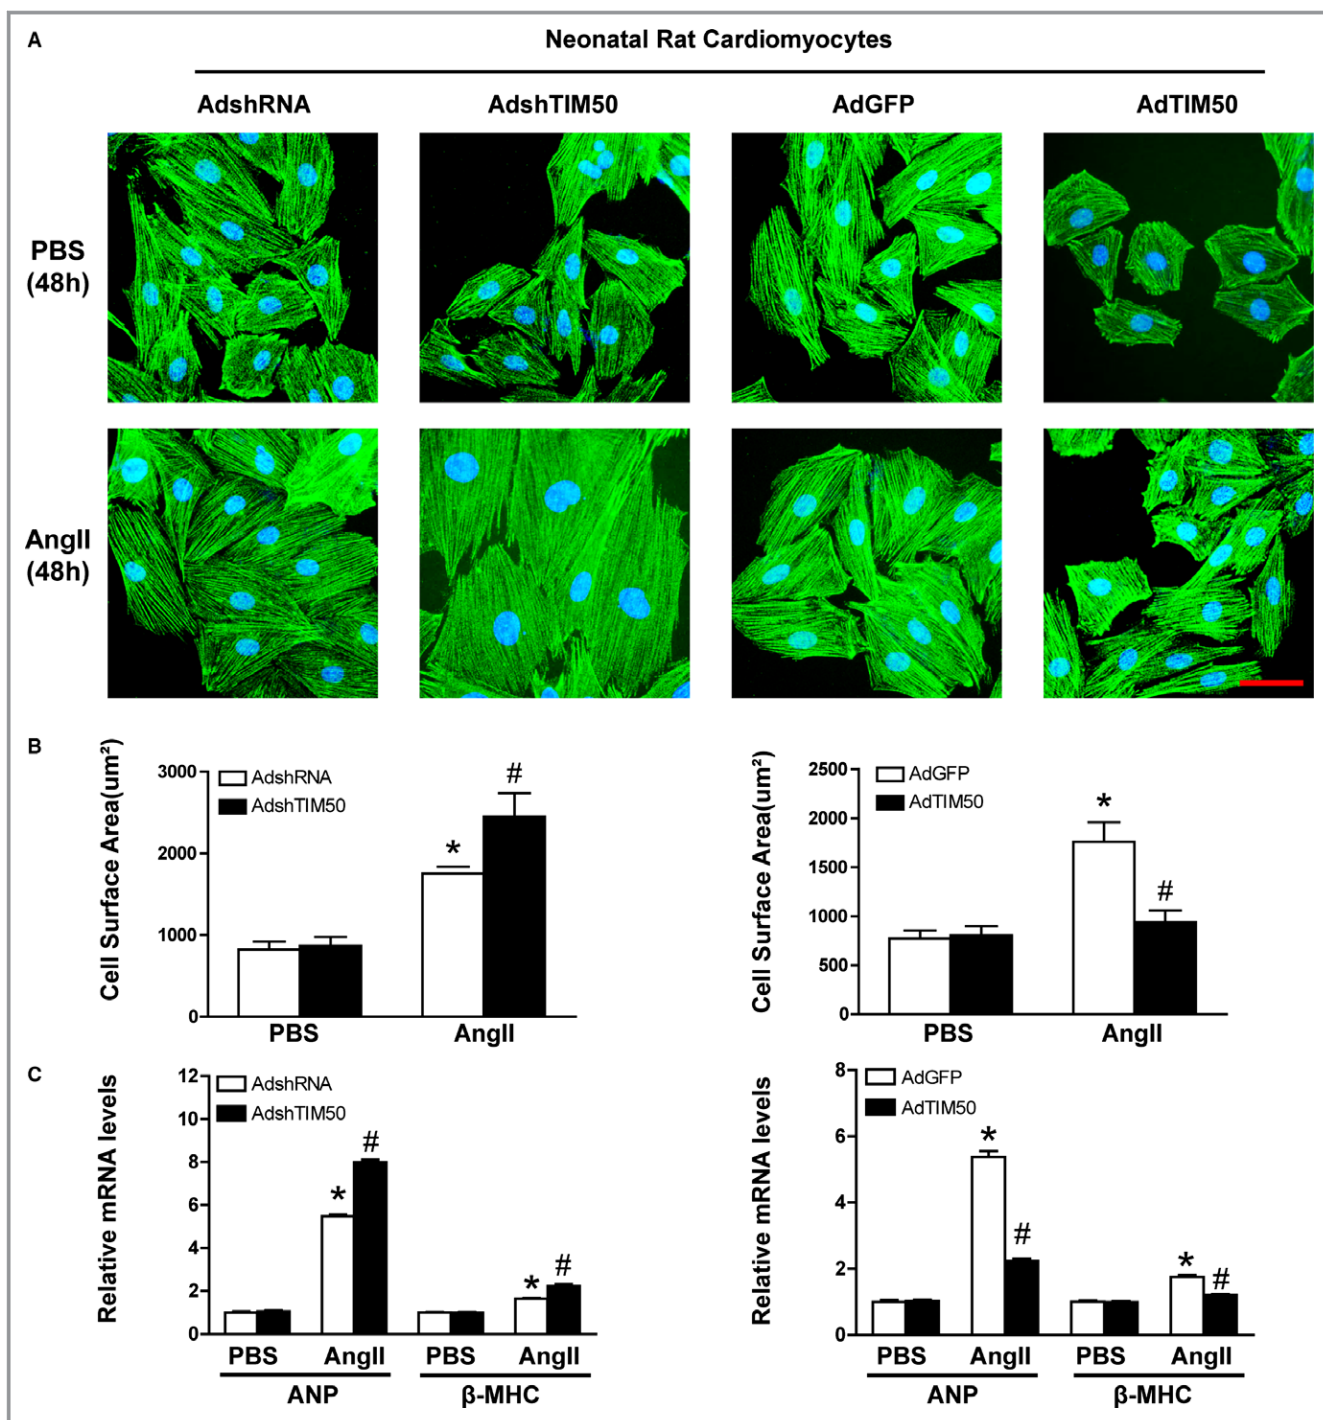 A
Neonatal Rat Cardiomyocytes
AdshRNA AdshTIM50 AdGFP AdTIM50
PBS
(48h)
AngII
(48h)
B
Cell Surface Area(um²)
3000
2000
1000
0
AdshRNA
AdshTIM50
*
#
PBS AngII
Cell Surface Area(um²)
2500
2000
1500
1000
500
0
AdGFP
AdTIM50
*
#
PBS AngII
C
Relative mRNA levels
12
10
8
6
4
2
0
AdshRNA
AdshTIM50
*
#
*
#
PBS AngII PBS AngII
ANP β-MHC
Relative mRNA levels
8
6
4
2
0
AdGFP
AdTIM50
*
#
*
#
PBS AngII PBS AngII
ANP β-MHC